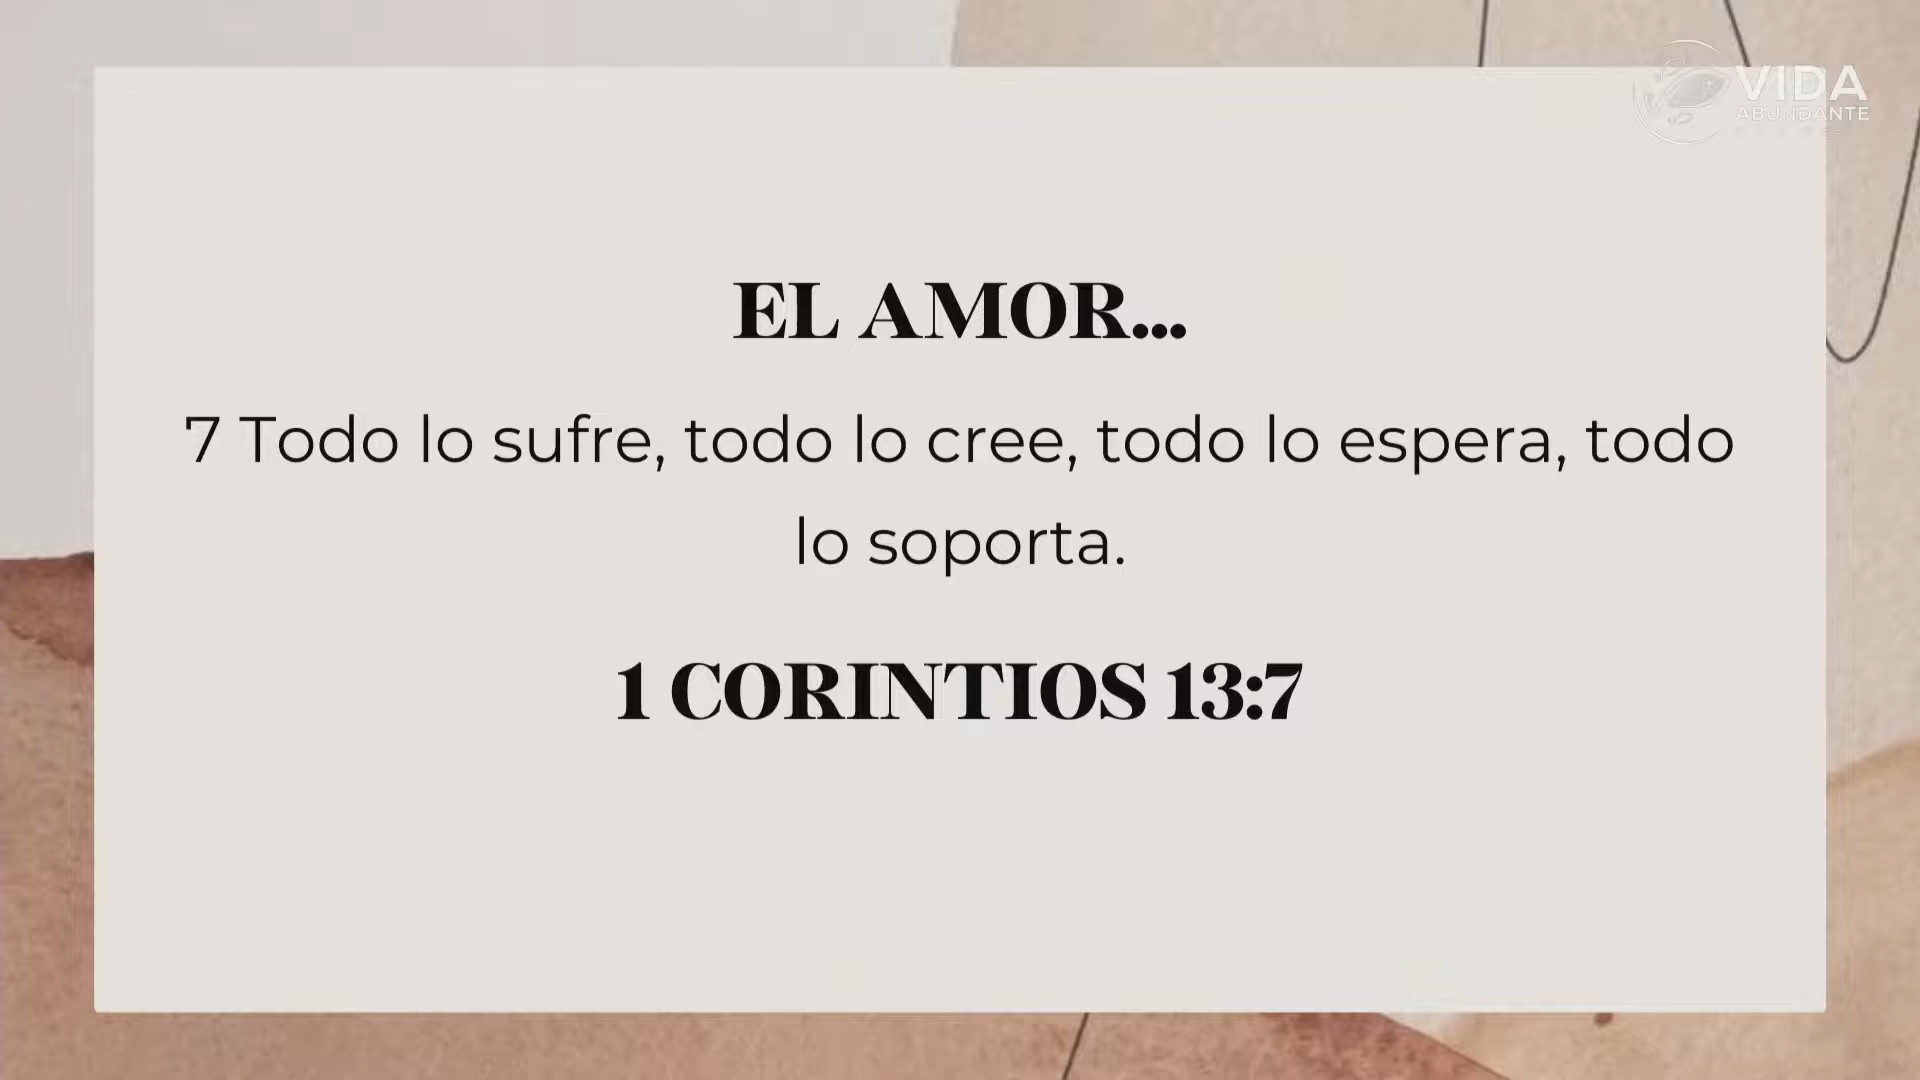 VIDA
ABUNDANTE
EL AMOR...
7 Todo lo sufre, todo lo cree, todo lo espera, todo
lo soporta.
1 CORINTIOS 13:7